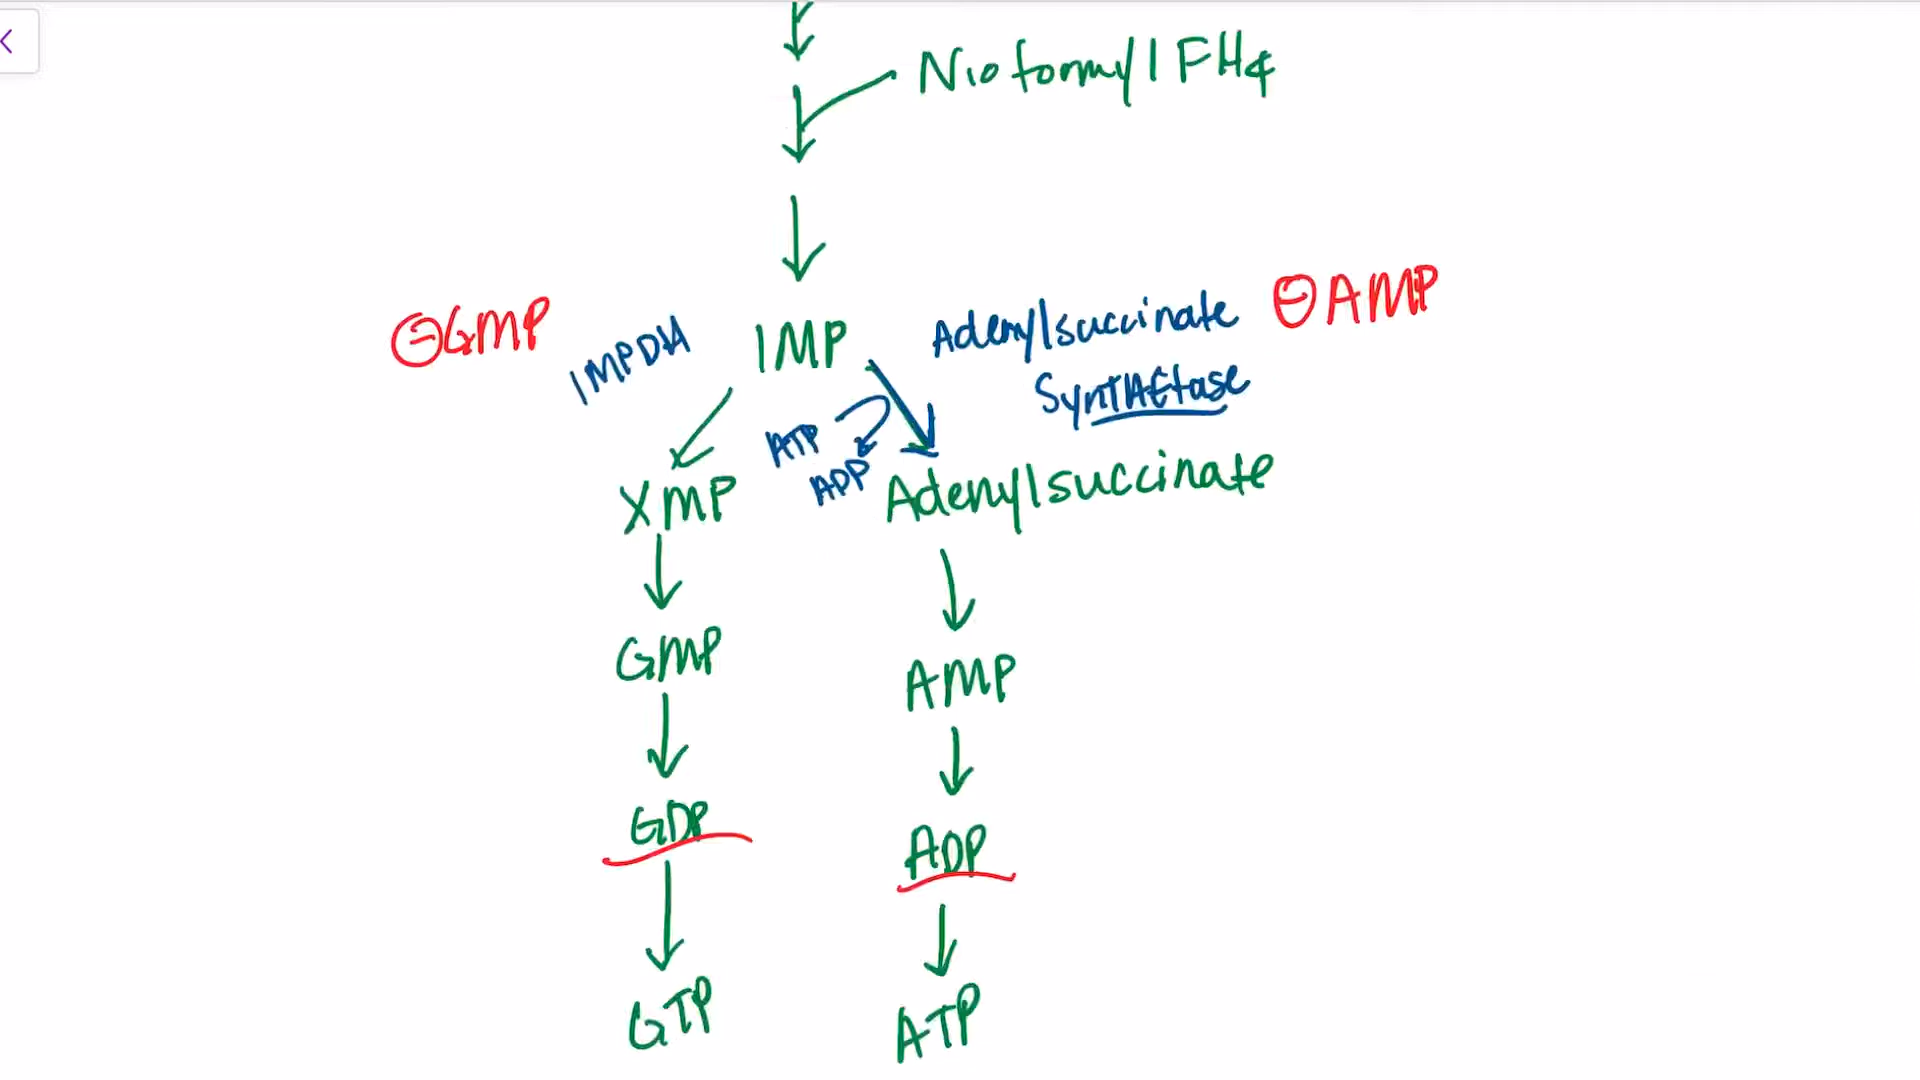 N10 formyl FH4
⊖GMP
IMPDH
IMP
Adenylsuccinate
SynTHEtase
⊖AMP
ATP
ADP
XMP
Adenylsuccinate
GMP
AMP
GDP
ADP
GTP
ATP